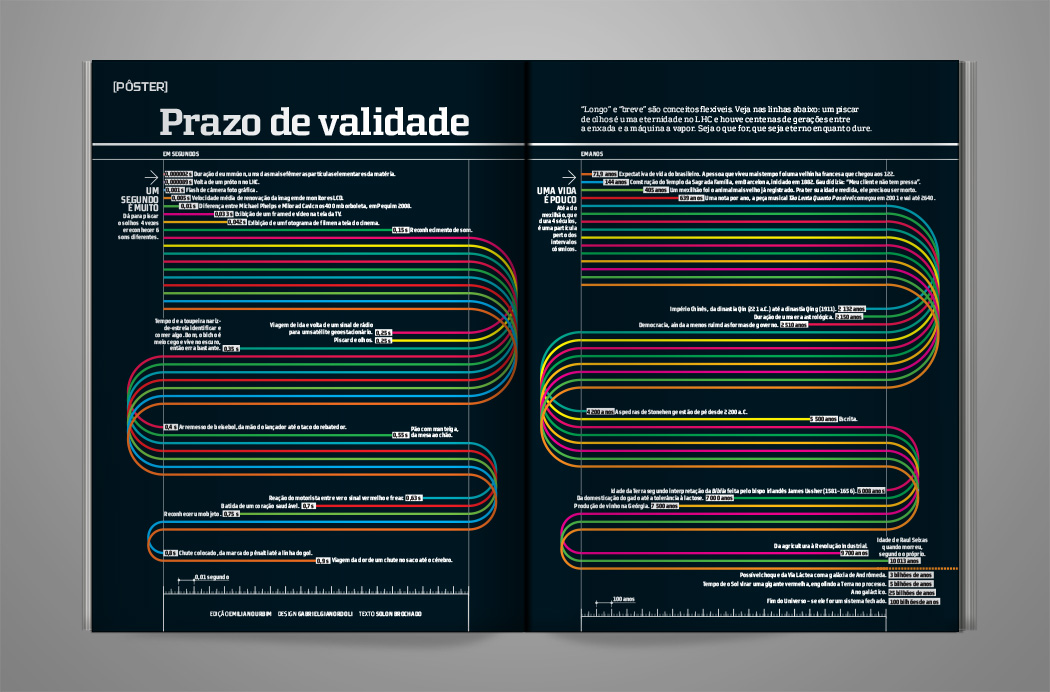 [PÔSTER]
Prazo de validade
"Longo" e "breve" são conceitos flexíveis. Veja nas linhas abaixo: um piscar
de olhos é uma eternidade no LHC e houve centenas de gerações entre
a enxada e a máquina a vapor. Seja o que for, que seja eterno enquanto dure.
EM SEGUNDOS
UM
SEGUNDO
É MUITO
Dá para piscar
os olhos 4 vezes
e reconhecer 6
sons diferentes.
0,000002 s Duração de um múon, uma das mais efêmeras partículas elementares da matéria.
0,000089 s Volta de um próton no LHC.
0,001 s Flash de câmera fotográfica.
0,005 s Velocidade média de renovação da imagem de monitores LCD.
0,01 s Diferença entre Michael Phelps e Milorad Cavic nos 400 m borboleta, em Pequim 2008.
0,033 s Exibição de um frame de vídeo na tela da TV.
0,042 s Exibição de um fotograma de filme na tela do cinema.
0,15 s Reconhecimento de som.
Viagem de ida e volta de um sinal de rádio
para um satélite geoestacionário. 0,25 s
Piscar de olhos. 0,25 s
Tempo de a toupeira nariz-
de-estrela identificar e
comer algo. Bom, o bicho é
meio cego e vive no escuro,
então erra bastante. 0,35 s
0,4 s Arremesso de beisebol, da mão do lançador até o taco do rebatedor.
0,55 s Pão com manteiga,
da mesa ao chão.
Reação do motorista entre ver o sinal vermelho e frear. 0,63 s
Batida de um coração saudável. 0,7 s
Reconhecer um objeto. 0,75 s
0,8 s Chute colocado, da marca do pênalti até a linha do gol.
0,9 s Viagem da dor de um chute no saco até o cérebro.
0,01 segundo
EDIÇÃO EMILIANO URBIM DESIGN GABRIEL GIANORDOLI TEXTO SOLON BROCHADO
EM ANOS
UMA VIDA
É POUCO
Até a do
mexilhão, que
dura 4 séculos,
é uma partícula
perto dos
intervalos
cósmicos.
71,9 anos Expectativa de vida do brasileiro. A pessoa que viveu mais tempo foi uma velhinha francesa que chegou aos 122.
144 anos Construção do Templo da Sagrada Família, em Barcelona, iniciado em 1882. Gaudí dizia: "Meu cliente não tem pressa".
405 anos Um mexilhão foi o animal mais velho já registrado. Para ter sua idade medida, ele precisou ser morto.
639 anos Uma nota por ano, a peça musical Tão Lenta Quanto Possível começou em 2001 e vai até 2640.
Império Chinês, da dinastia Qin (221 a.C.) até a dinastia Qing (1911). 2 132 anos
Duração de uma era astrológica. 2 150 anos
Democracia, ainda a menos ruim das formas de governo. 2 510 anos
4 200 anos As pedras de Stonehenge estão de pé desde 2 200 a.C.
5 500 anos Escrita.
Idade da Terra segundo interpretação da Bíblia feita pelo bispo irlandês James Ussher (1581-1656). 6 000 anos
Da domesticação do gado até a tolerância à lactose. 7 000 anos
Produção de vinho na Geórgia. 7 500 anos
Da agricultura à Revolução Industrial.
9 700 anos
Idade de Raul Seixas
quando morreu,
segundo o próprio.
10 013 anos
Possível choque da Via Láctea com a galáxia de Andrômeda. 3 bilhões de anos
Tempo de o Sol virar uma gigante vermelha, engolindo a Terra no processo. 5 bilhões de anos
Ano galáctico. 25 bilhões de anos
Fim do Universo – se ele for um sistema fechado. 100 bilhões de anos
100 anos